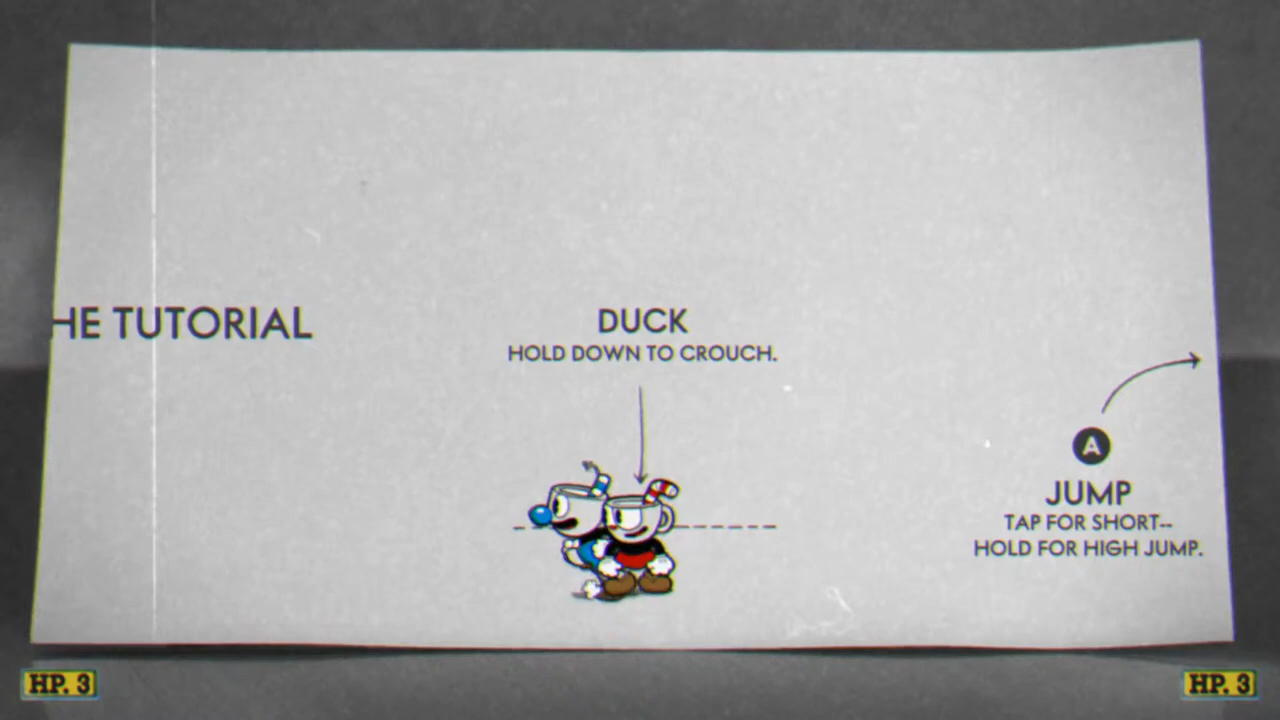 HE TUTORIAL
DUCK
HOLD DOWN TO CROUCH.
A
JUMP
TAP FOR SHORT--
HOLD FOR HIGH JUMP.
HP. 3
HP. 3